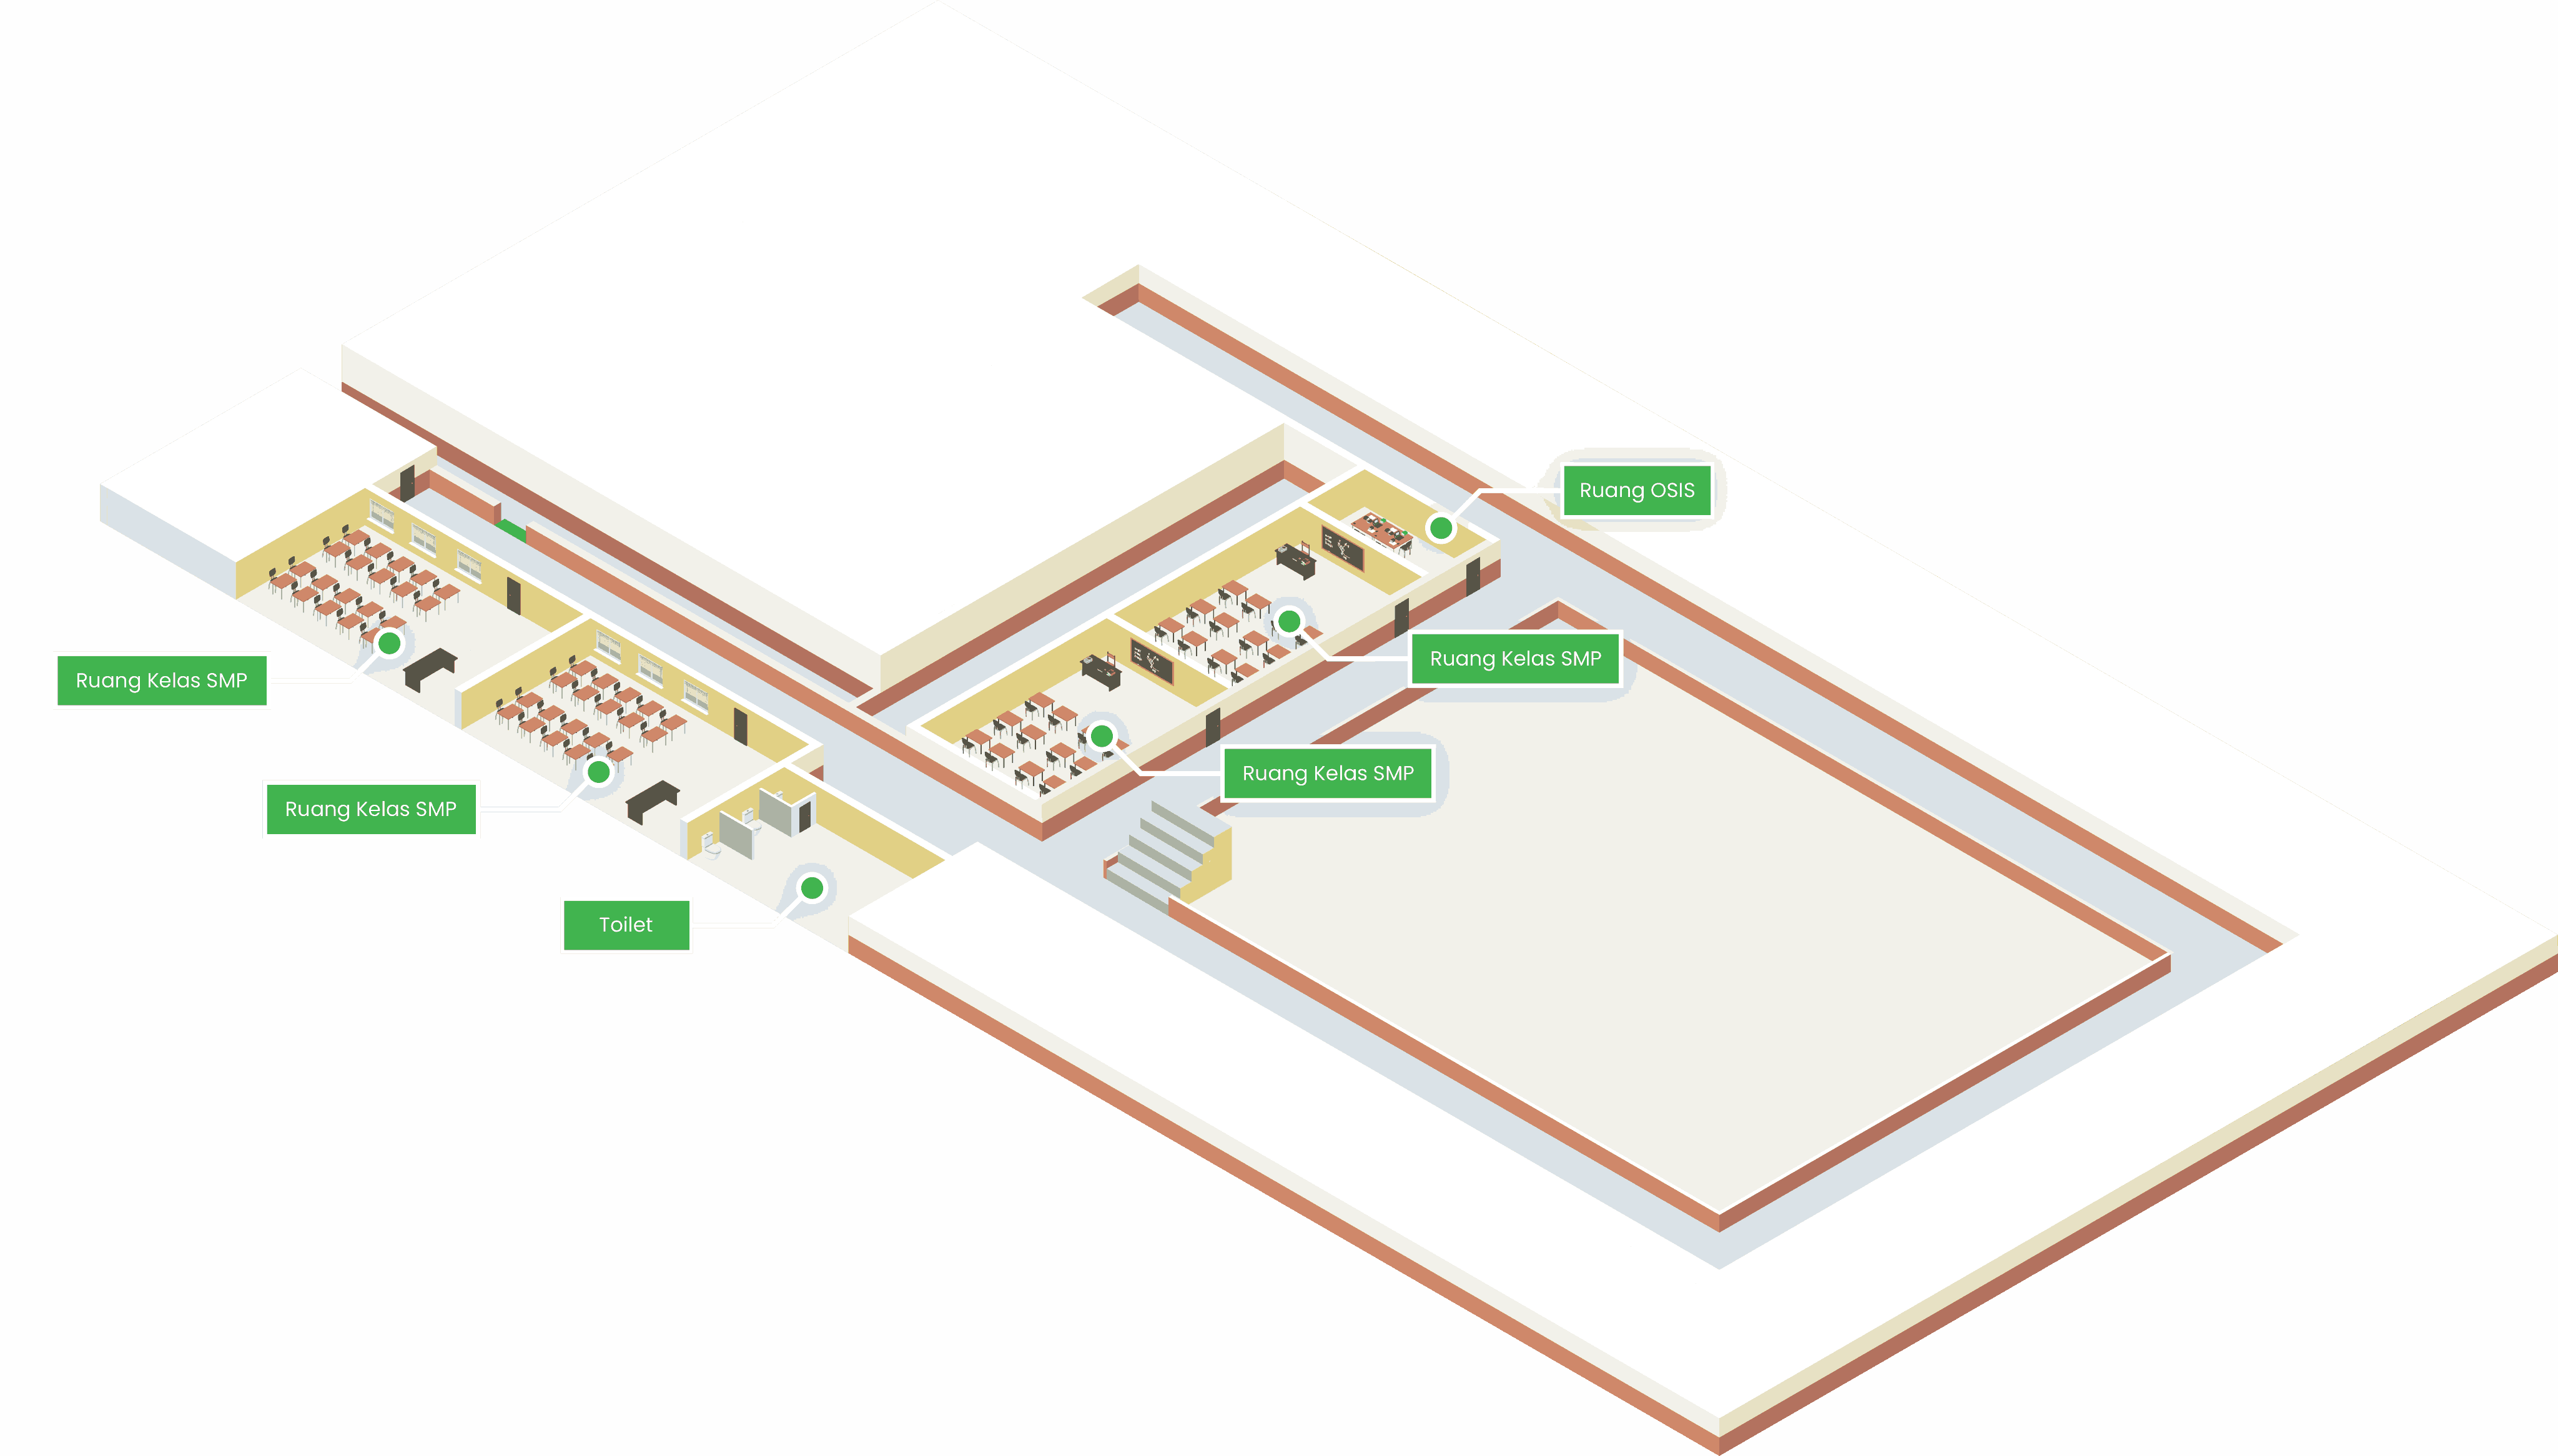 Ruang OSIS
Ruang Kelas SMP
Ruang Kelas SMP
Ruang Kelas SMP
Ruang Kelas SMP
Toilet